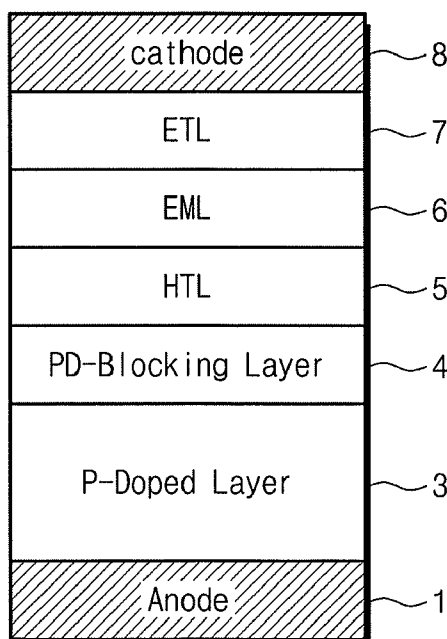 cathode 8
ETL 7
EML 6
HTL 5
PD-Blocking Layer 4
P-Doped Layer 3
Anode 1